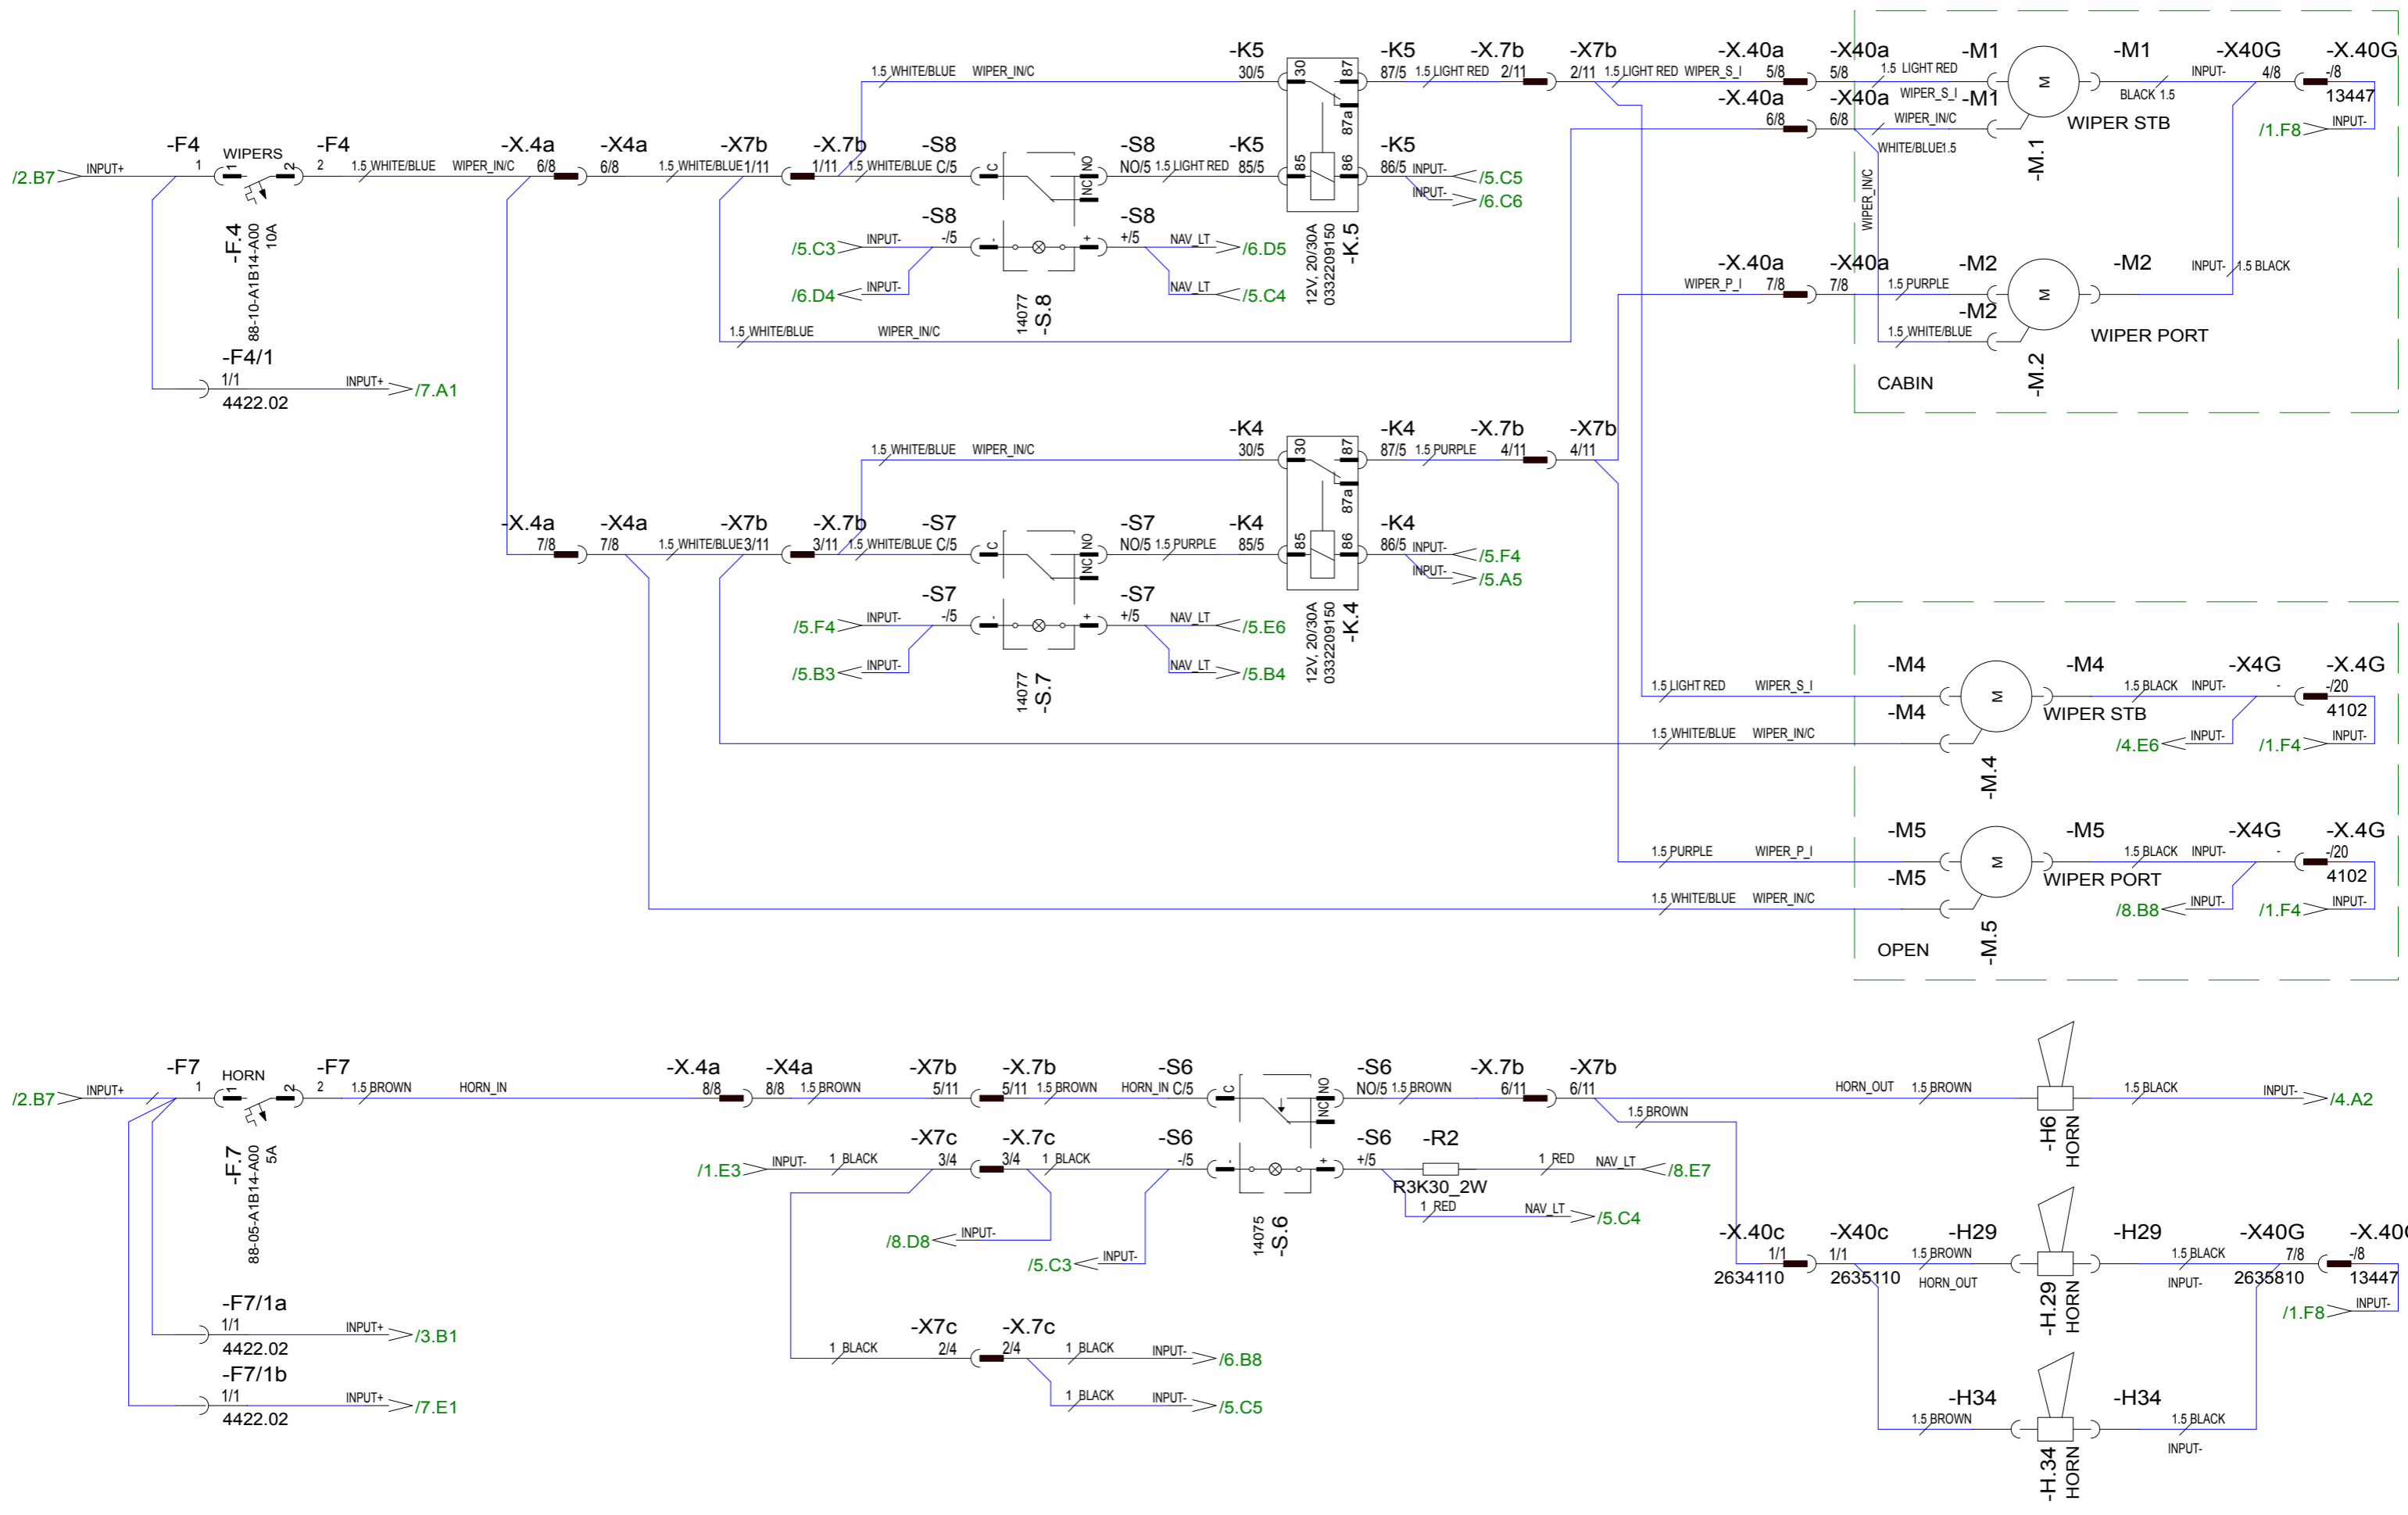 -K5 -K5 -X.7b -X7b -X.40a -X40a -M1 -M1 -X40G -X.40G
1.5 WHITE/BLUE WIPER_IN/C 30/5 30 87 87/5 1.5 LIGHT RED 2/11 2/11 1.5 LIGHT RED WIPER_S_I 5/8 5/8 1.5 LIGHT RED M INPUT- 4/8 -/8
WIPER_S_I BLACK 1.5 13447
-X.40a -X40a -M1 WIPER STB
87a 6/8 6/8 WIPER_IN/C /1.F8 INPUT-
WHITE/BLUE1.5 -M.1
-F4 WIPERS -F4 -X.4a -X4a -X7b -X.7b -S8 -S8 -K5 -K5
/2.B7 INPUT+ 1 1 2 2 1.5 WHITE/BLUE WIPER_IN/C 6/8 6/8 1.5 WHITE/BLUE 1/11 1/11 1.5 WHITE/BLUE C/5 C NO NC NO/5 1.5 LIGHT RED 85/5 85 86 86/5 INPUT- /5.C5
INPUT- /6.C6
-F.4
88-10-A1B14-A00
10A
WIPER_IN/C
-S8 -S8
/5.C3 INPUT- -/5 - + +/5 NAV_LT /6.D5
/6.D4 INPUT- NAV_LT /5.C4
14077
-S.8
12V, 20/30A
0332209150
-K.5
-X.40a -X40a -M2 -M2
WIPER_P_I 7/8 7/8 1.5 PURPLE M INPUT- 1.5 BLACK
-M2
1.5 WHITE/BLUE WIPER_IN/C 1.5 WHITE/BLUE WIPER PORT
-M.2
CABIN
-F4/1
1/1 INPUT+ /7.A1
4422.02
-K4 -K4 -X.7b -X7b
1.5 WHITE/BLUE WIPER_IN/C 30/5 30 87 87/5 1.5 PURPLE 4/11 4/11
87a
-X.4a -X4a -X7b -X.7b -S7 -S7 -K4 -K4
7/8 7/8 1.5 WHITE/BLUE 3/11 3/11 1.5 WHITE/BLUE C/5 C NO NC NO/5 1.5 PURPLE 85/5 85 86 86/5 INPUT- /5.F4
INPUT- /5.A5
-S7 -S7
/5.F4 INPUT- -/5 - + +/5 NAV_LT /5.E6
/5.B3 INPUT- NAV_LT /5.B4
14077
-S.7
12V, 20/30A
0332209150
-K.4
-M4 -M4 -X4G -X.4G
1.5 LIGHT RED WIPER_S_I M 1.5 BLACK INPUT- - -/20
-M4 WIPER STB 4102
1.5 WHITE/BLUE WIPER_IN/C /4.E6 INPUT- /1.F4 INPUT-
-M.4
-M5 -M5 -X4G -X.4G
1.5 PURPLE WIPER_P_I M 1.5 BLACK INPUT- - -/20
-M5 WIPER PORT 4102
1.5 WHITE/BLUE WIPER_IN/C /8.B8 INPUT- /1.F4 INPUT-
-M.5
OPEN
-F7 HORN -F7 -X.4a -X4a -X7b -X.7b -S6 -S6 -X.7b -X7b
/2.B7 INPUT+ 1 1 2 2 1.5 BROWN HORN_IN 8/8 8/8 1.5 BROWN 5/11 5/11 1.5 BROWN HORN_IN C/5 C NO NC NO/5 1.5 BROWN 6/11 6/11 HORN_OUT 1.5 BROWN 1.5 BLACK INPUT- /4.A2
1.5 BROWN
-H6
HORN
-F.7
88-05-A1B14-A00
5A
-X7c -X.7c -S6 -S6 -R2
/1.E3 INPUT- 1 BLACK 3/4 3/4 1 BLACK -/5 - + +/5 1 RED NAV_LT /8.E7
R3K30_2W
1 RED NAV_LT /5.C4
/8.D8 INPUT-
/5.C3 INPUT-
14075
-S.6
-X.40c -X40c -H29 -H29 -X40G -X.40G
1/1 1/1 1.5 BROWN 1.5 BLACK 7/8 -/8
2634110 2635110 HORN_OUT INPUT- 2635810 13447
/1.F8 INPUT-
-H.29
HORN
-F7/1a
1/1 INPUT+ /3.B1
4422.02
-X7c -X.7c
1 BLACK 2/4 2/4 1 BLACK INPUT- /6.B8
1 BLACK INPUT- /5.C5
-F7/1b
1/1 INPUT+ /7.E1
4422.02
-H34 -H34
1.5 BROWN 1.5 BLACK
INPUT-
-H.34
HORN